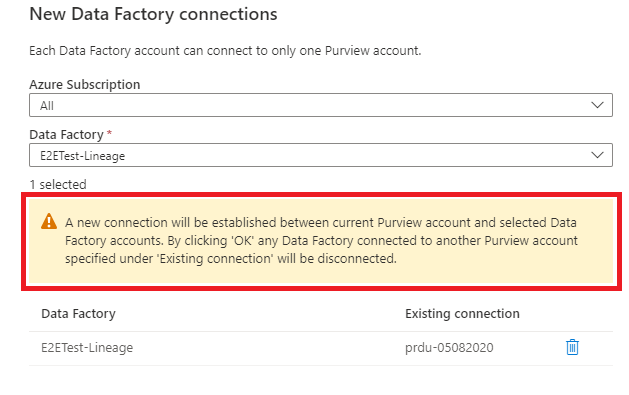 New Data Factory connections
Each Data Factory account can connect to only one Purview account.
Azure Subscription
All
Data Factory *
E2ETest-Lineage
1 selected
A new connection will be established between current Purview account and selected Data
Factory accounts. By clicking 'OK' any Data Factory connected to another Purview account
specified under 'Existing connection' will be disconnected.
Data Factory Existing connection
E2ETest-Lineage prdu-05082020